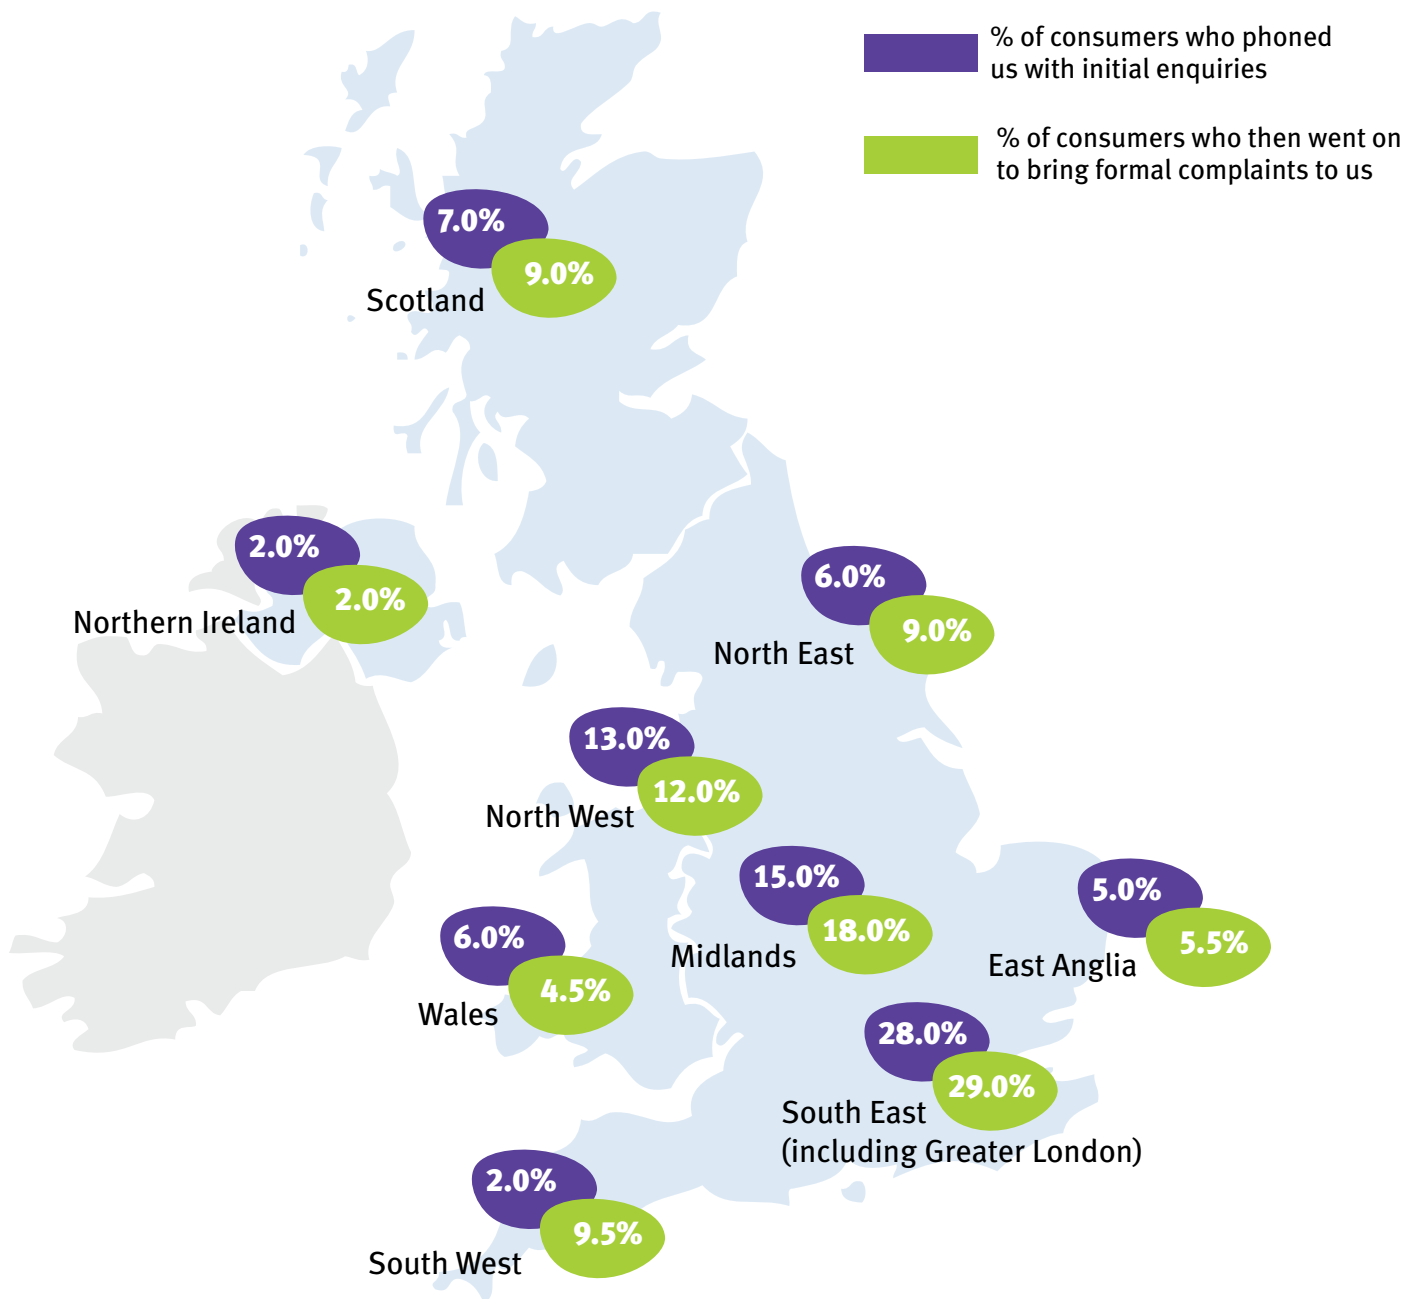 % of consumers who phoned
us with initial enquiries
% of consumers who then went on
to bring formal complaints to us
7.0%
9.0%
Scotland
2.0%
2.0%
Northern Ireland
6.0%
9.0%
North East
13.0%
12.0%
North West
15.0%
18.0%
Midlands
5.0%
5.5%
East Anglia
6.0%
4.5%
Wales
28.0%
29.0%
South East
(including Greater London)
2.0%
9.5%
South West